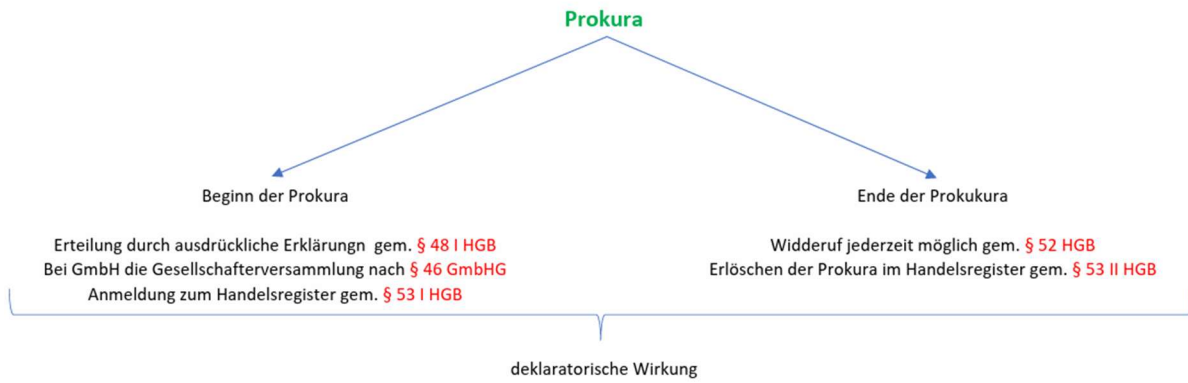 Prokura
Beginn der Prokura
Erteilung durch ausdrückliche Erklärungn gem. § 48 I HGB
Bei GmbH die Gesellschafterversammlung nach § 46 GmbHG
Anmeldung zum Handelsregister gem. § 53 I HGB
Ende der Prokukura
Widderuf jederzeit möglich gem. § 52 HGB
Erlöschen der Prokura im Handelsregister gem. § 53 II HGB
deklaratorische Wirkung